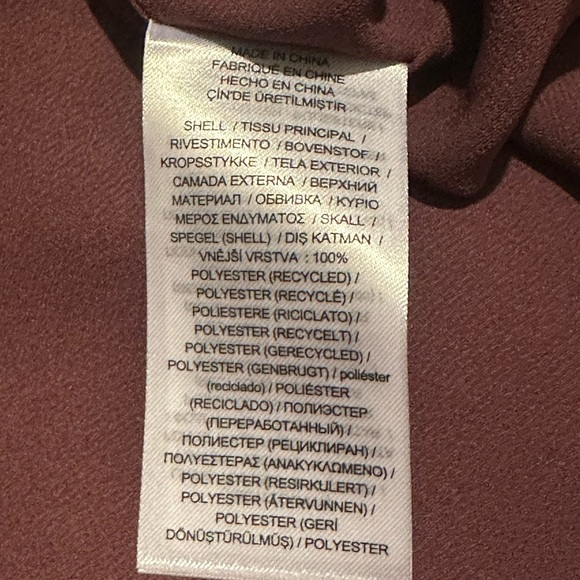 MADE IN CHINA
FABRIQUÉ EN CHINE
HECHO EN CHINA
ÇİN'DE ÜRETİLMİŞTİR
SHELL / TISSU PRINCIPAL /
RIVESTIMENTO / BOVENSTOF /
KROPSSTYKKE / TELA EXTERIOR /
CAMADA EXTERNA / ВЕРХНИЙ
МАТЕРИАЛ / ОБВИВКА / ΚΥΡΙΟ
ΜΕΡΟΣ ΕΝΔΥΜΑΤΟΣ / SKALL /
SPEGEL (SHELL) / DIŞ KATMAN /
VNĚJŠÍ VRSTVA : 100%
POLYESTER (RECYCLED) /
POLYESTER (RECYCLÉ) /
POLIESTERE (RICICLATO) /
POLYESTER (RECYCELT) /
POLYESTER (GERECYCLED) /
POLYESTER (GENBRUGT) / poliéster
(reciclado) / POLIÉSTER
(RECICLADO) / ПОЛИЭСТЕР
(ПЕРЕРАБОТАННЫЙ) /
ПОЛИЕСТЕР (РЕЦИКЛИРАН) /
ΠΟΛΥΕΣΤΕΡΑΣ (ΑΝΑΚΥΚΛΩΜΕΝΟ) /
POLYESTER (RESIRKULERT) /
POLYESTER (ÅTERVUNNEN) /
POLYESTER (GERİ
DÖNÜŞTÜRÜLMÜŞ) / POLYESTER